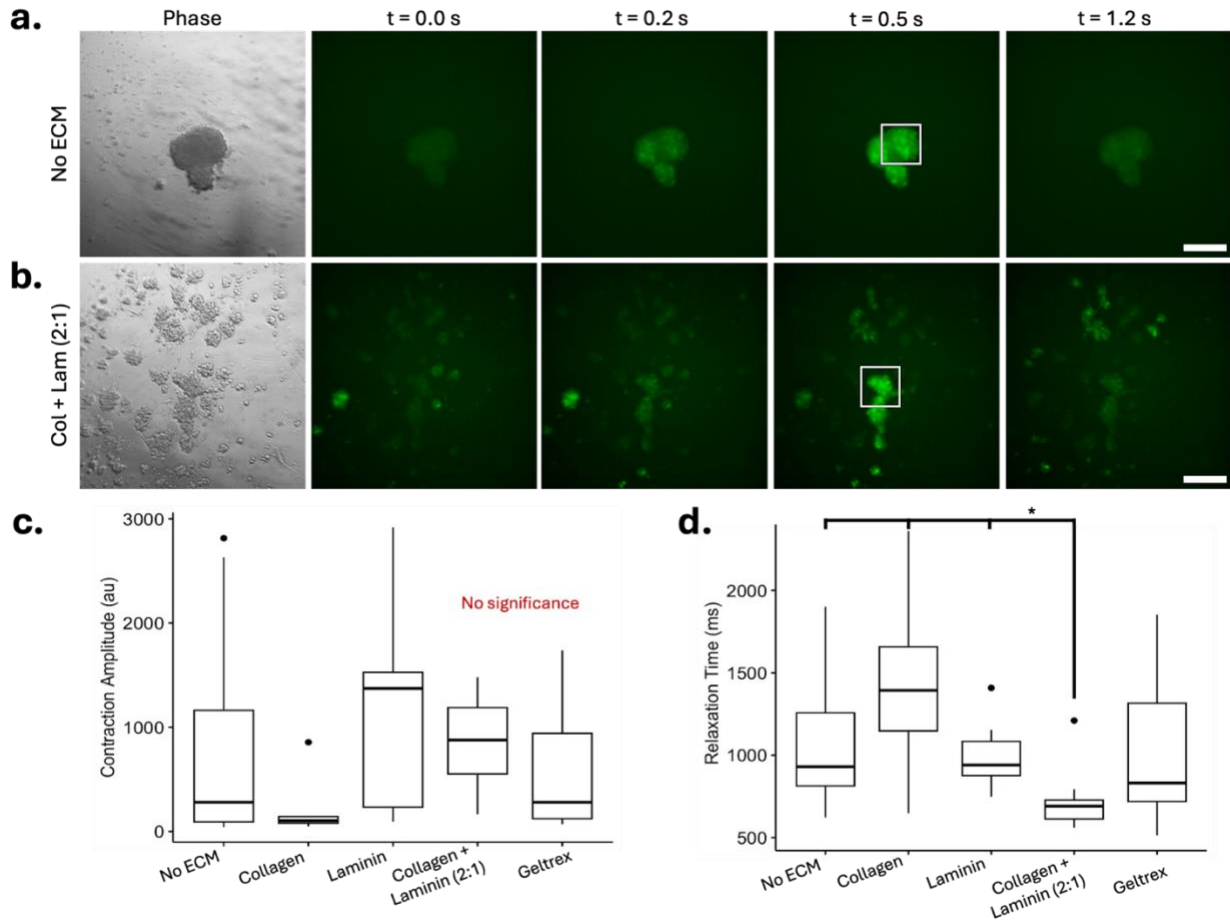 a.
Phase
t = 0.0 s
t = 0.2 s
t = 0.5 s
t = 1.2 s
No ECM
b.
Col + Lam (2:1)
c.
Contraction Amplitude (au)
3000
2000
1000
0
No significance
No ECM
Collagen
Laminin
Collagen +
Laminin (2:1)
Geltrex
d.
*
Relaxation Time (ms)
2000
1500
1000
500
No ECM
Collagen
Laminin
Collagen +
Laminin (2:1)
Geltrex